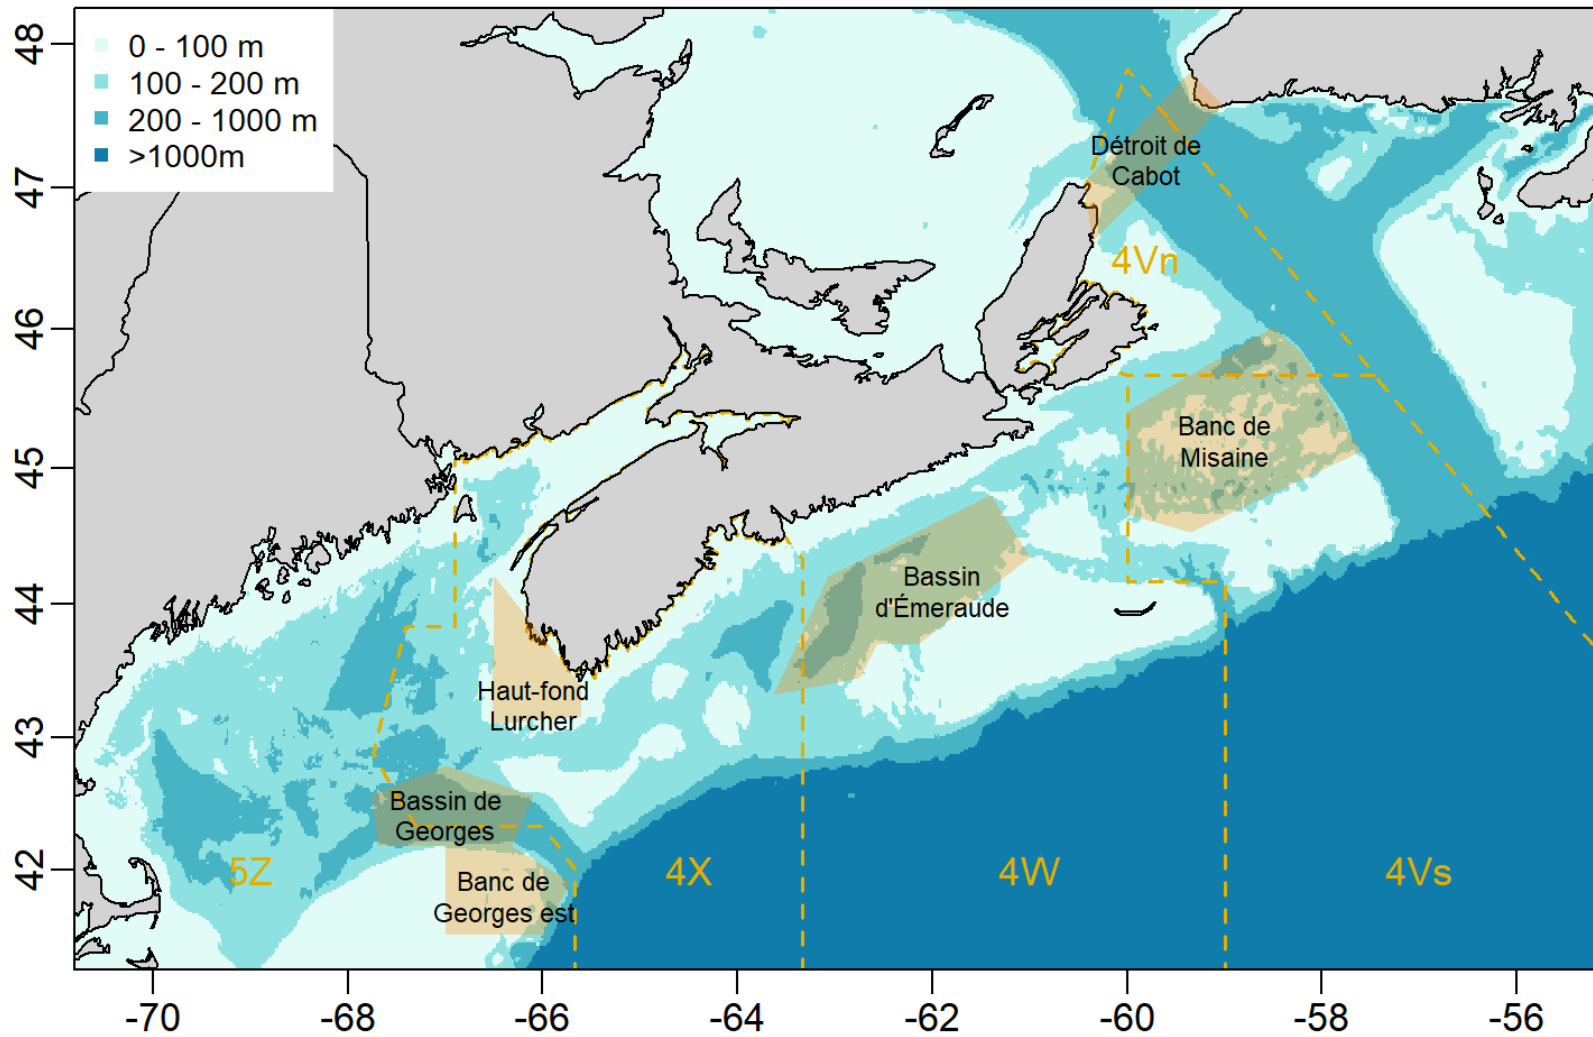 0 - 100 m
100 - 200 m
200 - 1000 m
>1000m
48
47
46
45
44
43
42
Détroit de
Cabot
4Vn
Banc de
Misaine
Bassin
d'Émeraude
Haut-fond
Lurcher
Bassin de
Georges
Banc de
Georges est
5Z
4X
4W
4Vs
-70
-68
-66
-64
-62
-60
-58
-56